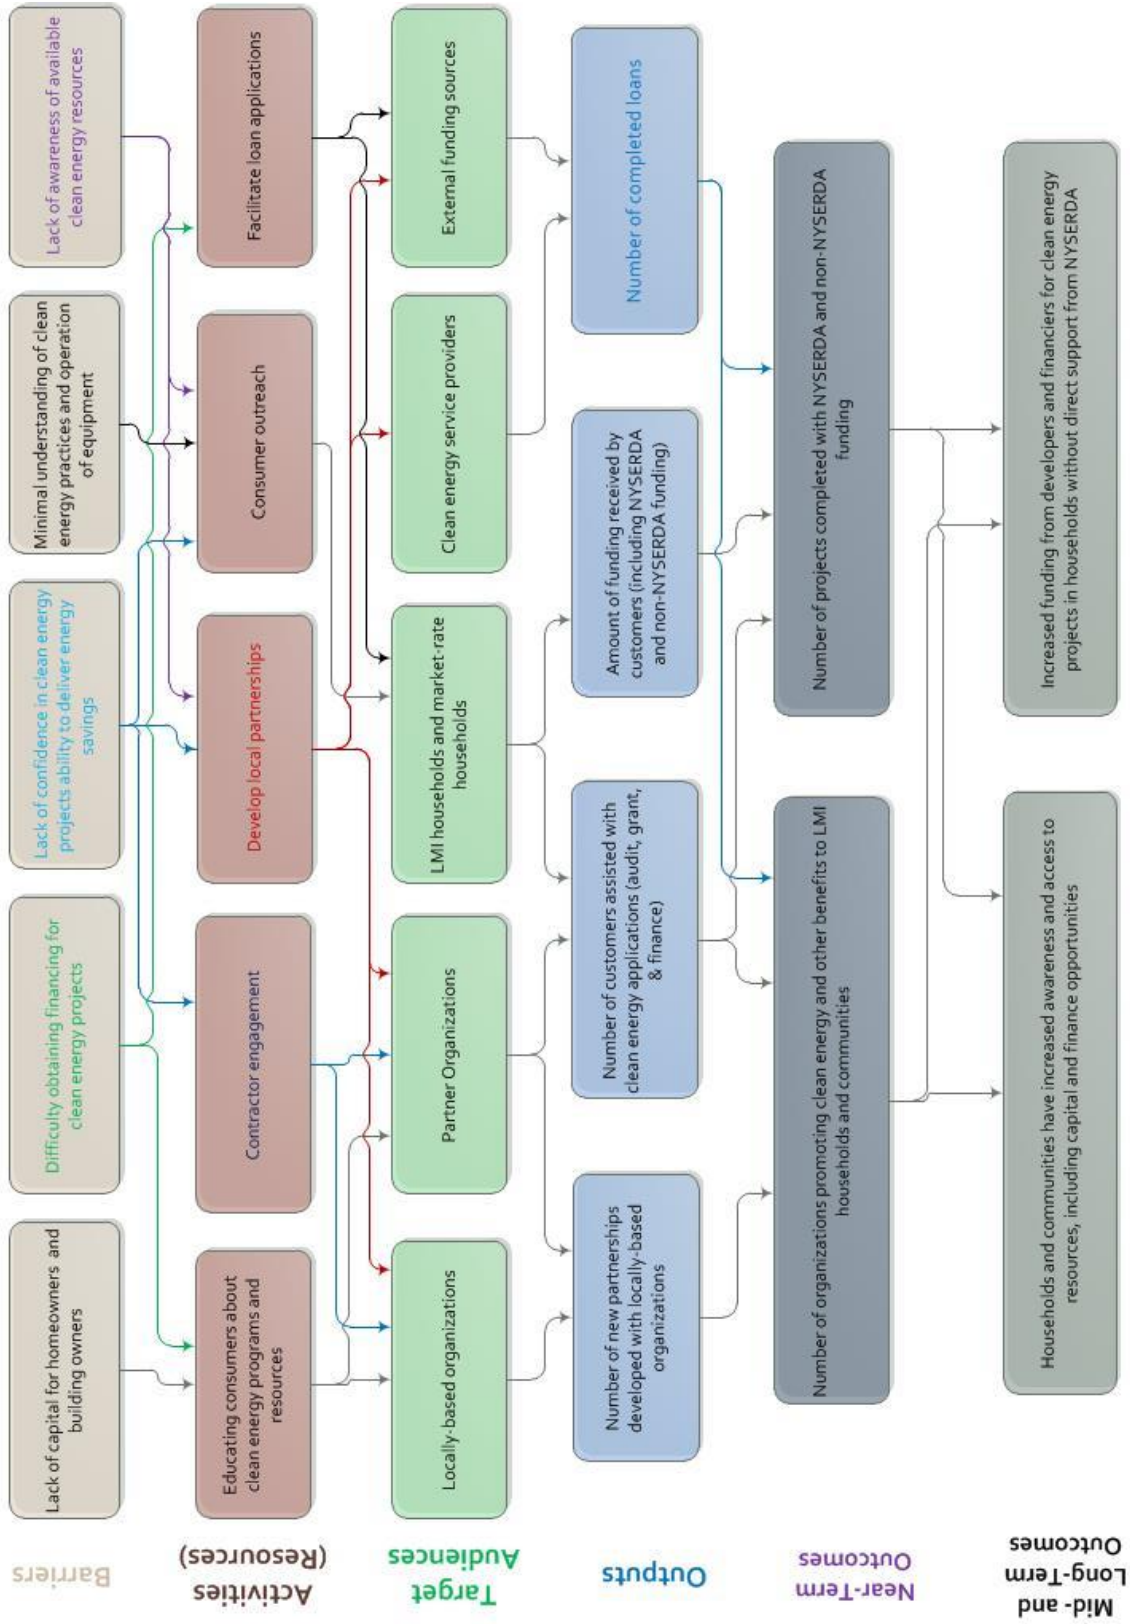 Barriers
Lack of capital for homeowners and
building owners
Difficulty obtaining financing for
clean energy projects
Lack of confidence in clean energy
projects ability to deliver energy
savings
Minimal understanding of clean
energy practices and operation
of equipment
Lack of awareness of available
clean energy resources
Activities
(Resources)
Educating consumers about
clean energy programs and
resources
Contractor engagement
Develop local partnerships
Consumer outreach
Facilitate loan applications
Target
Audiences
Locally-based organizations
Partner Organizations
LMI households and market-rate
households
Clean energy service providers
External funding sources
Outputs
Number of new partnerships
developed with locally-based
organizations
Number of customers assisted with
clean energy applications (audit, grant,
& finance)
Amount of funding received by
customers (including NYSERDA
and non-NYSERDA funding)
Number of completed loans
Near-Term
Outcomes
Number of organizations promoting clean energy and other benefits to LMI
households and communities
Number of projects completed with NYSERDA and non-NYSERDA
funding
Mid- and
Long-Term
Outcomes
Households and communities have increased awareness and access to
resources, including capital and finance opportunities
Increased funding from developers and financiers for clean energy
projects in households without direct support from NYSERDA